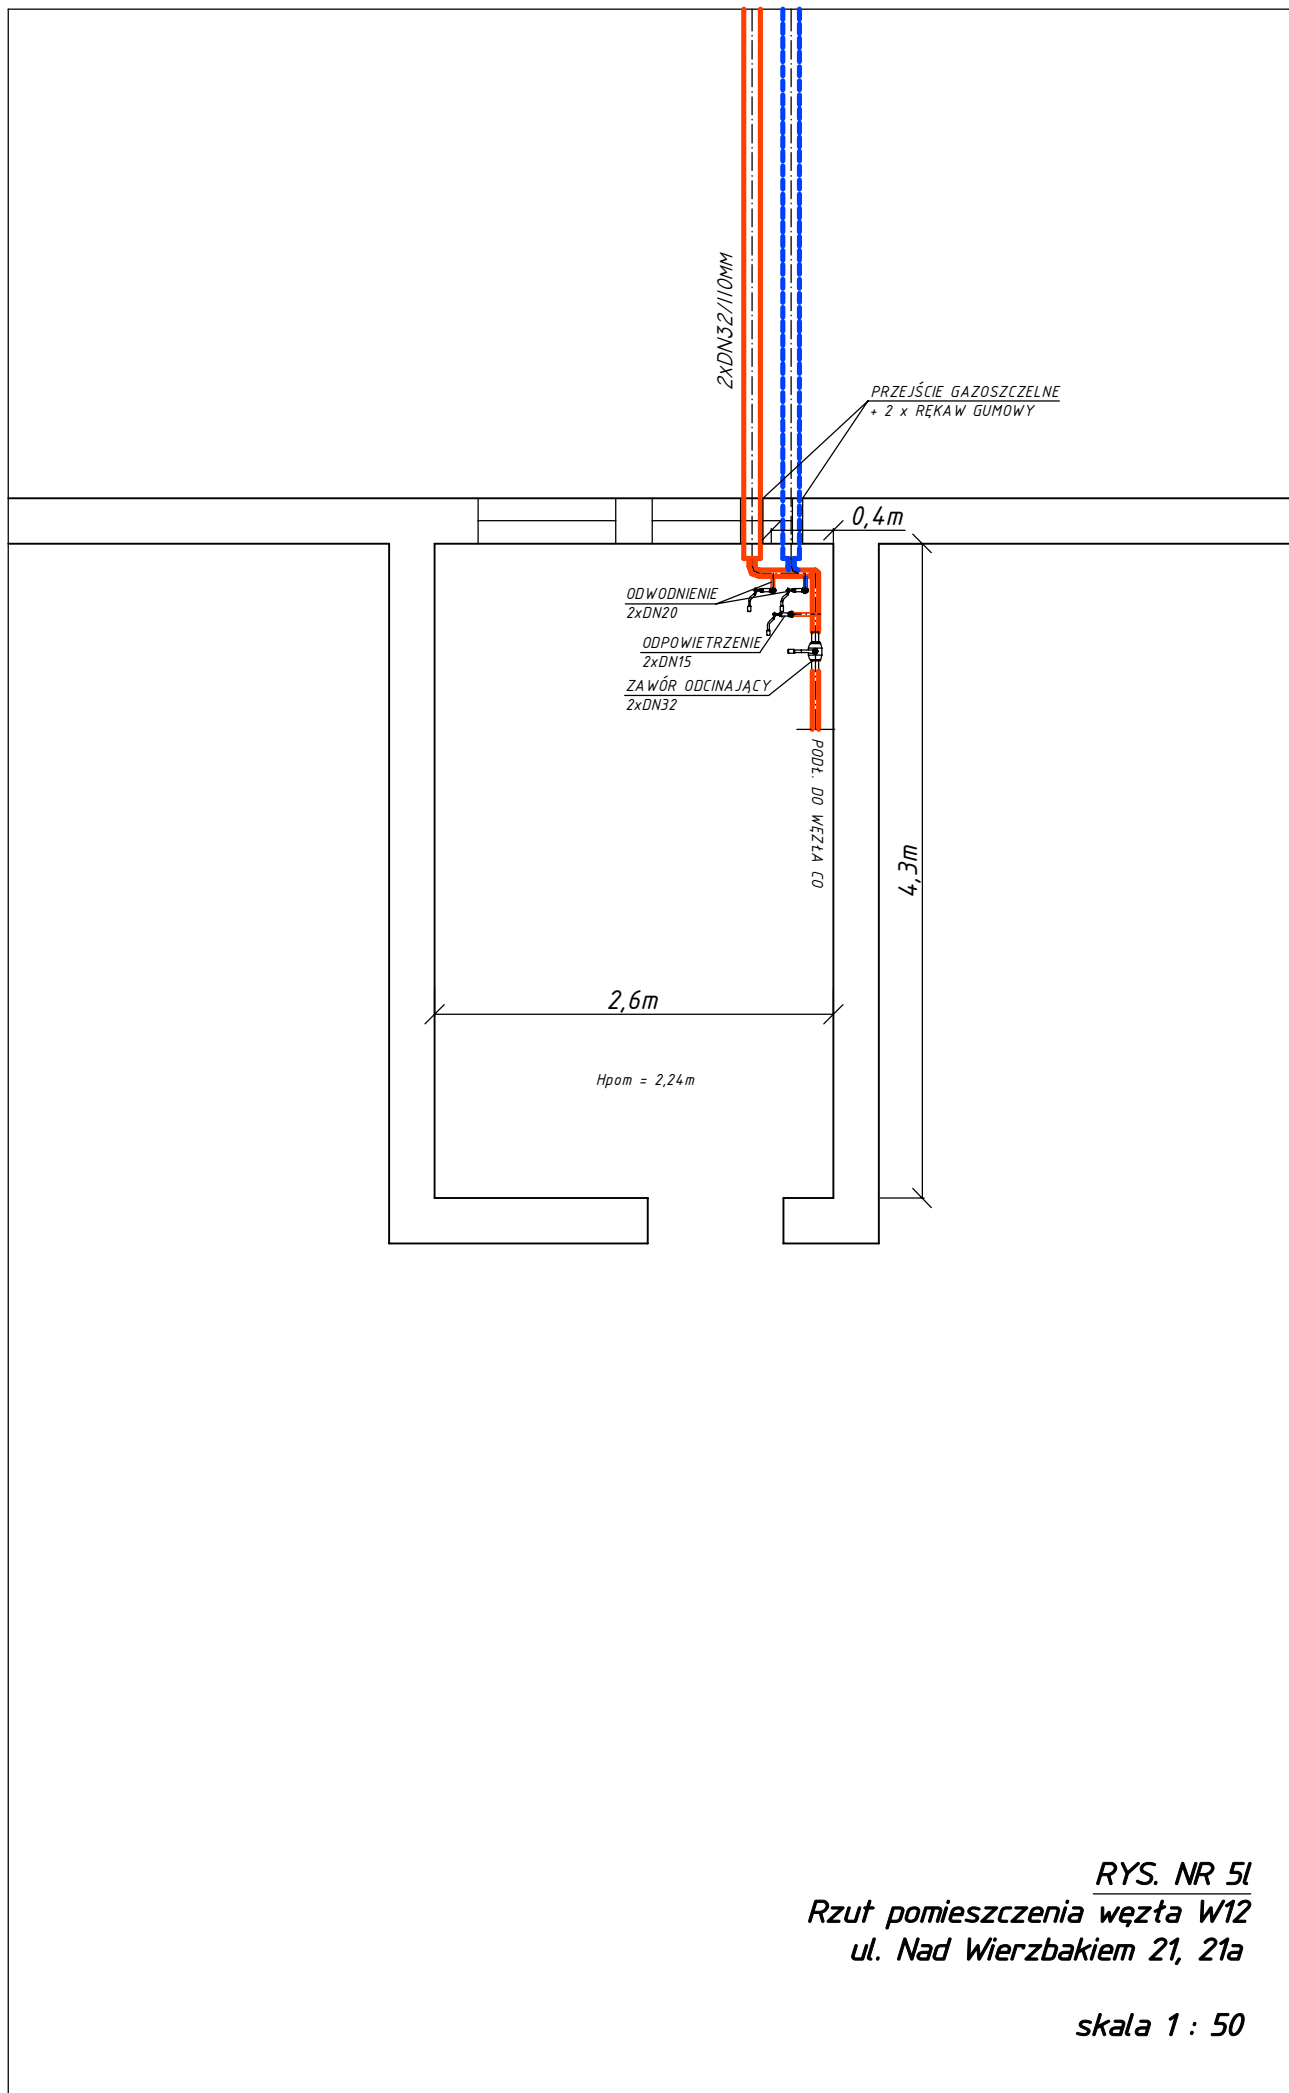 2xDN32/110MM
PRZEJŚCIE GAZOSZCZELNE
+ 2 x RĘKAW GUMOWY
0,4m
ODWODNIENIE
2xDN20
ODPOWIETRZENIE
2xDN15
ZAWÓR ODCINAJĄCY
2xDN32
PODŁ. DO WĘZŁA CO
4,3m
2,6m
Hpom = 2,24m
RYS. NR 5l
Rzut pomieszczenia węzła W12
ul. Nad Wierzbakiem 21, 21a
skala 1 : 50